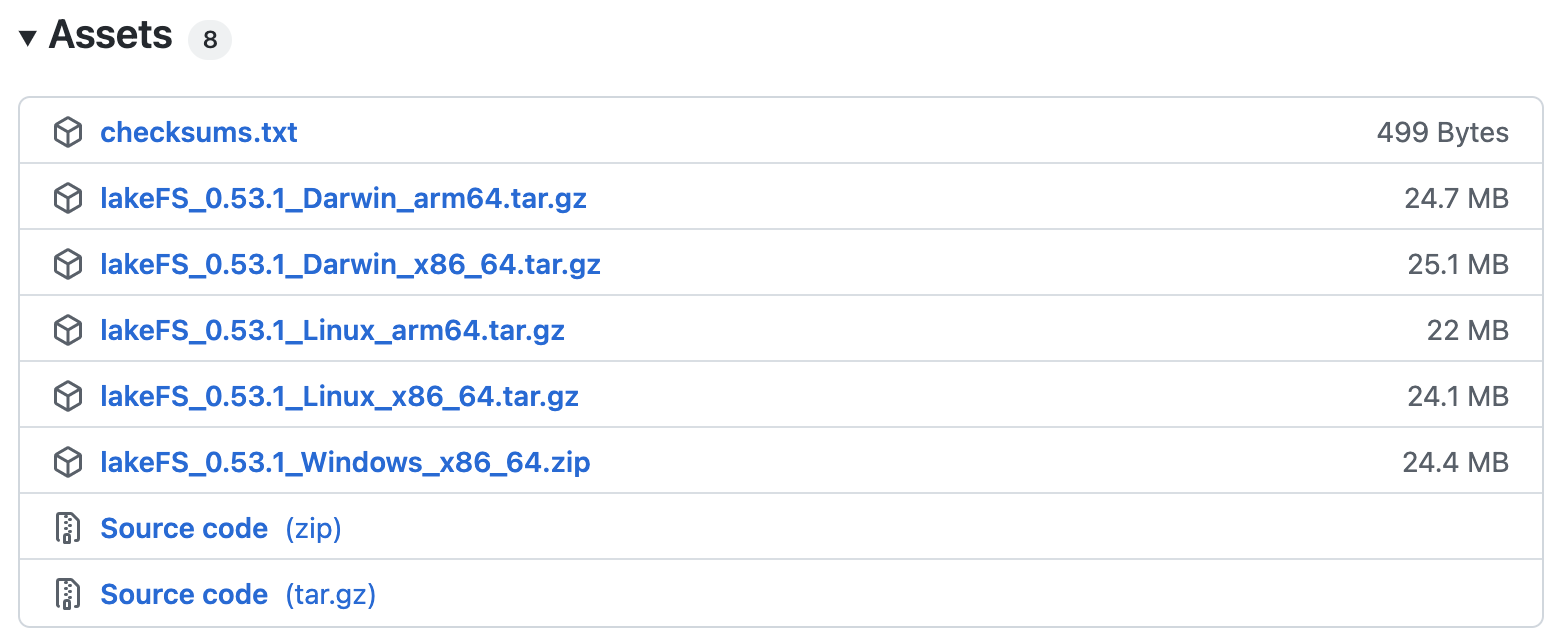 ▼ Assets 8
checksums.txt 499 Bytes
lakeFS_0.53.1_Darwin_arm64.tar.gz 24.7 MB
lakeFS_0.53.1_Darwin_x86_64.tar.gz 25.1 MB
lakeFS_0.53.1_Linux_arm64.tar.gz 22 MB
lakeFS_0.53.1_Linux_x86_64.tar.gz 24.1 MB
lakeFS_0.53.1_Windows_x86_64.zip 24.4 MB
Source code (zip)
Source code (tar.gz)